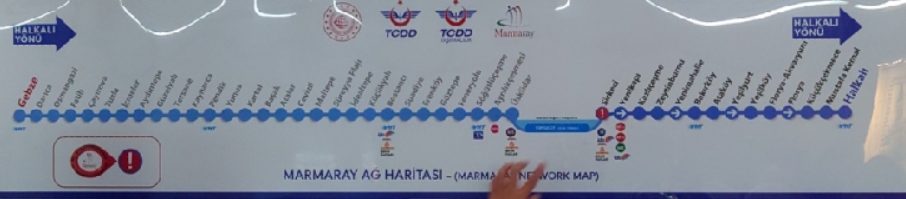 HALKALI
YÖNÜ
TCDD
TCDD
TAŞIMACILIK
Marmaray
HALKALI
YÖNÜ
Gebze
Darıca
Osmangazi
Fatih
Çayırova
Tuzla
İçmeler
Aydıntepe
Güzelyalı
Tersane
Kaynarca
Pendik
Yunus
Kartal
Başak
Atalar
Cevizli
Maltepe
Süreyya Plajı
İdealtepe
Küçükyalı
Bostancı
Suadiye
Erenköy
Göztepe
Feneryolu
Söğütlüçeşme
Ayrılıkçeşmesi
Üsküdar
Sirkeci
Yenikapı
Kazlıçeşme
Zeytinburnu
Yenimahalle
Bakırköy
Ataköy
Yeşilyurt
Yeşilköy
Florya Akvaryum
Florya
Küçükçekmece
Mustafa Kemal
Halkalı
MARMARAY AĞ HARİTASI - (MARMA NETWORK MAP)